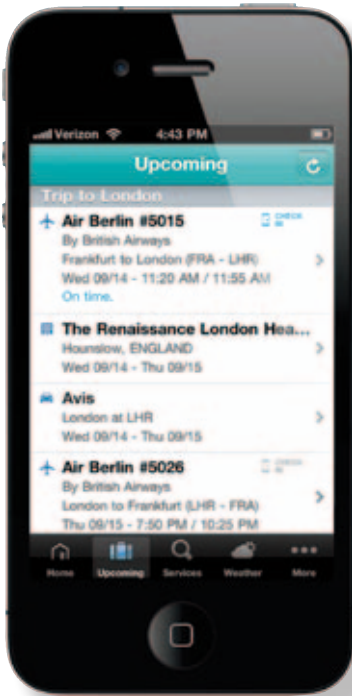 Verizon 4:43 PM
Upcoming
Trip to London
Air Berlin #5015 CHECK IN
By British Airways
Frankfurt to London (FRA - LHR)
Wed 09/14 - 11:20 AM / 11:55 AM
On time.
The Renaissance London Hea...
Hounslow, ENGLAND
Wed 09/14 - Thu 09/15
Avis
London at LHR
Wed 09/14 - Thu 09/15
Air Berlin #5026
By British Airways
London to Frankfurt (LHR - FRA)
Thu 09/15 - 7:50 PM / 10:25 PM
Home Upcoming Services Weather More